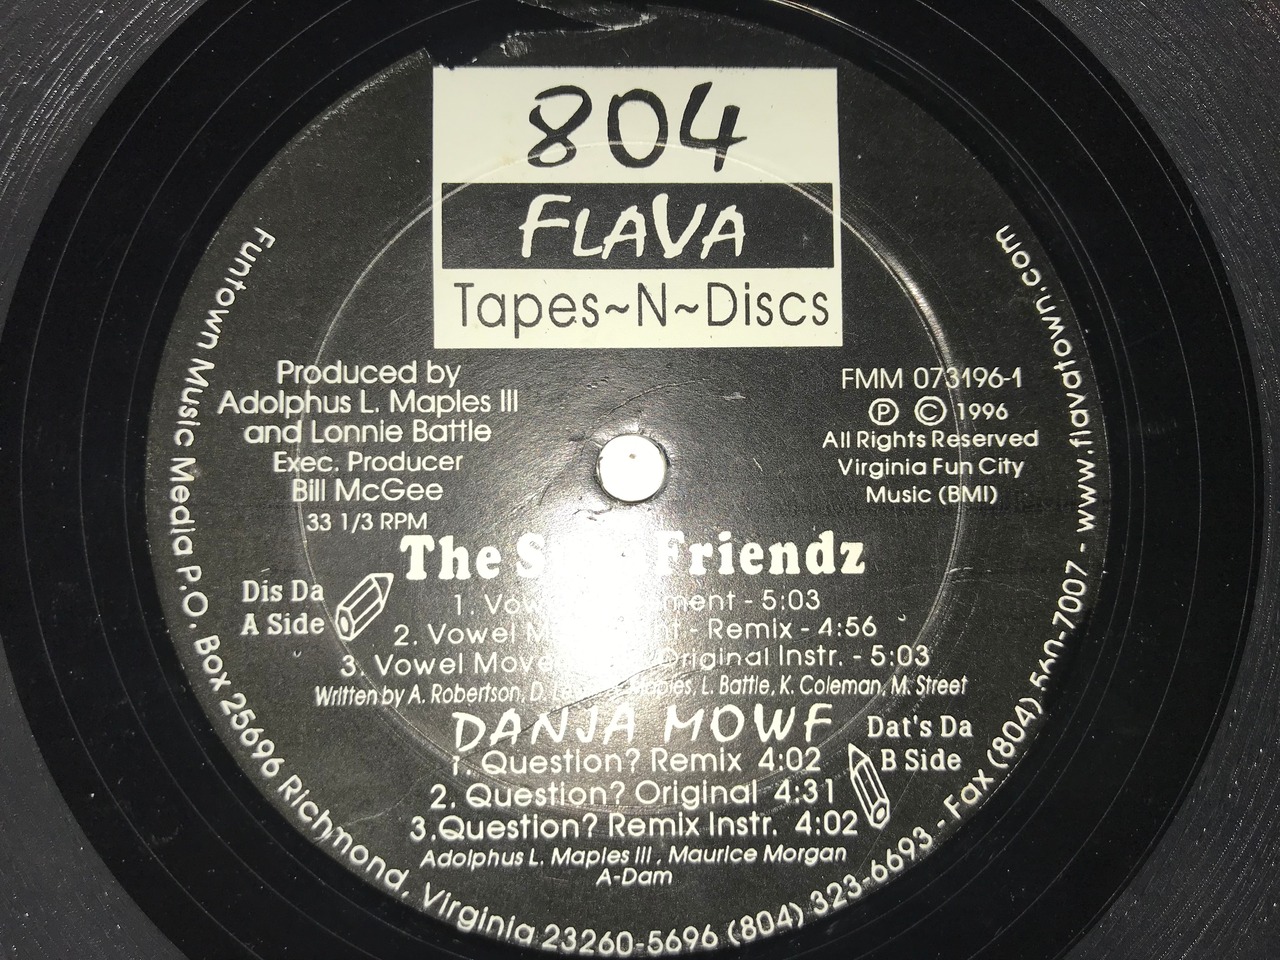 804
FLAVA
Tapes~N~Discs
Produced by
Adolphus L. Maples III
and Lonnie Battle
Exec. Producer
Bill McGee
33 1/3 RPM
FMM 073196-1
Ⓟ © 1996
All Rights Reserved
Virginia Fun City
Music (BMI)
The Friendz
Dis Da
A Side
1. - 5:03
2. Vowel - Remix - 4:56
3. Vowel Original Instr. - 5:03
Written by A. Robertson, D. Maples, L. Battle, K. Coleman, M. Street
DANJA MOWF
Dat's Da
B Side
1. Question? Remix 4:02
2. Question? Original 4:31
3.Question? Remix Instr. 4:02
Adolphus L. Maples III , Maurice Morgan
A-Dam
Funtown Music Media P.O. Box 25696 Richmond, Virginia 23260-5696 (804) 323-6693 - Fax (804) 560-7007 - www.flavatown.com